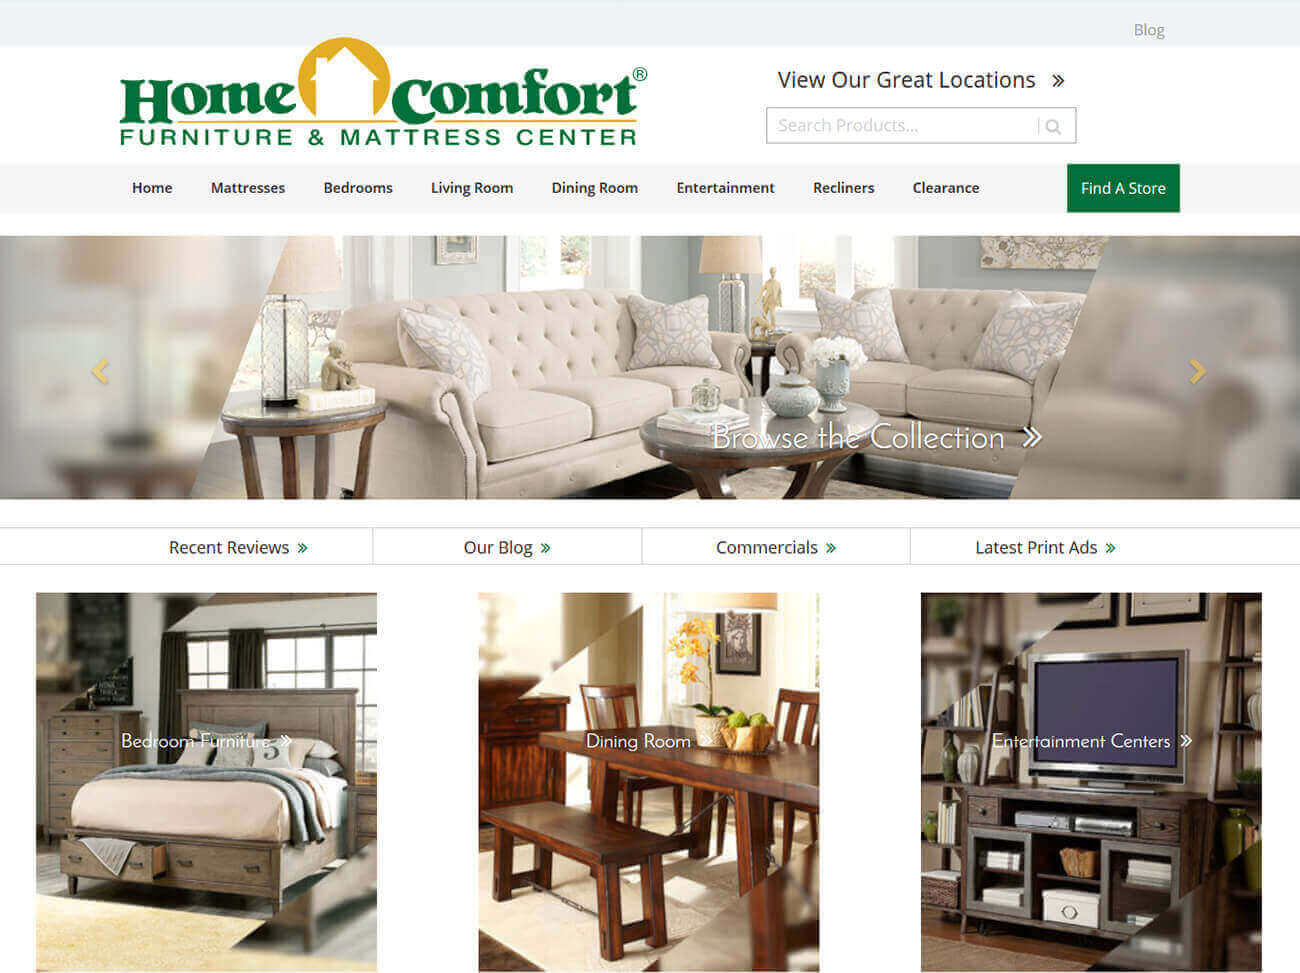 Blog
Home Comfort®
FURNITURE & MATTRESS CENTER
View Our Great Locations »
Search Products...
Home Mattresses Bedrooms Living Room Dining Room Entertainment Recliners Clearance Find A Store
Browse the Collection »
Recent Reviews » Our Blog » Commercials » Latest Print Ads »
Bedroom Furniture » Dining Room » Entertainment Centers »